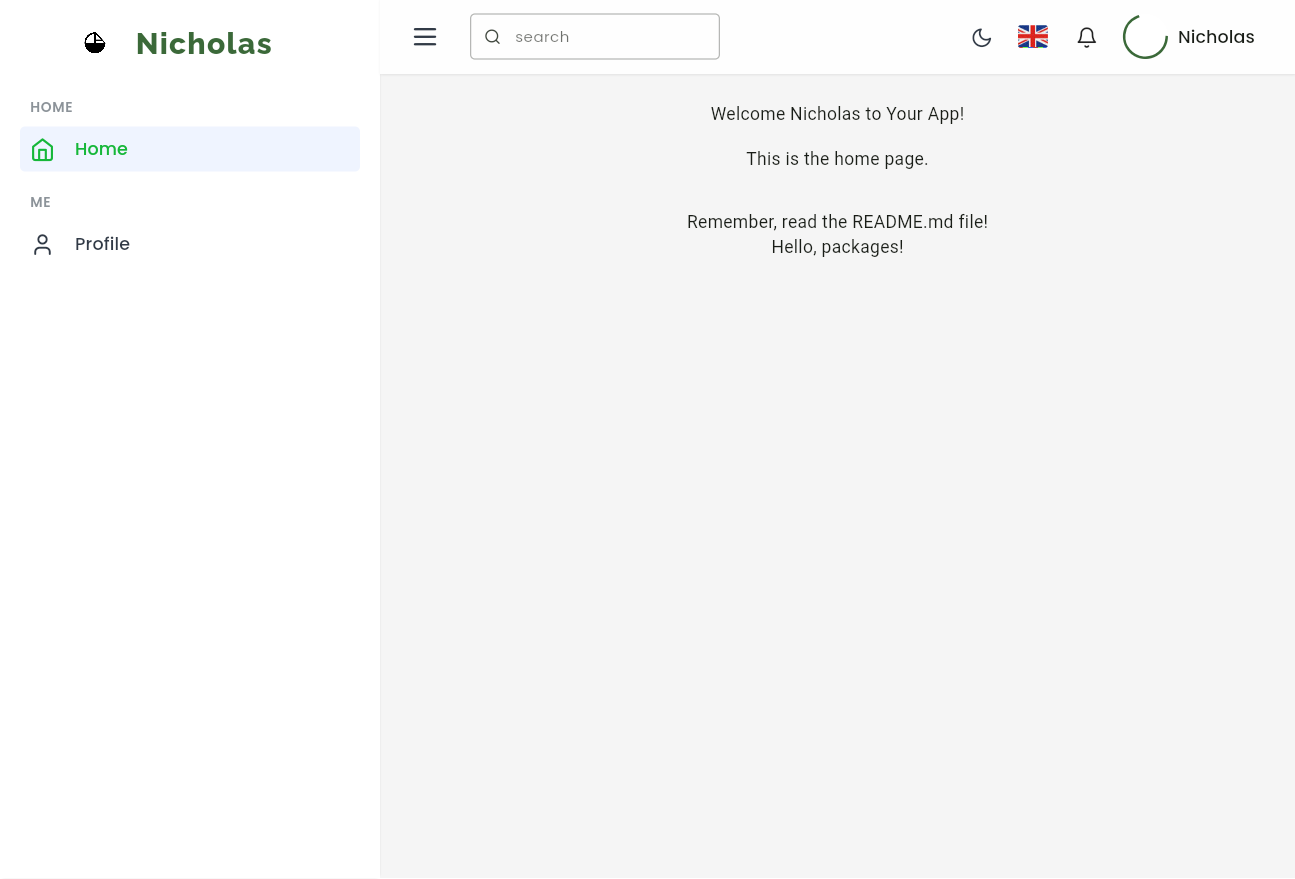 Nicholas
search
Nicholas
HOME
Home
ME
Profile
Welcome Nicholas to Your App!
This is the home page.
Remember, read the README.md file!
Hello, packages!